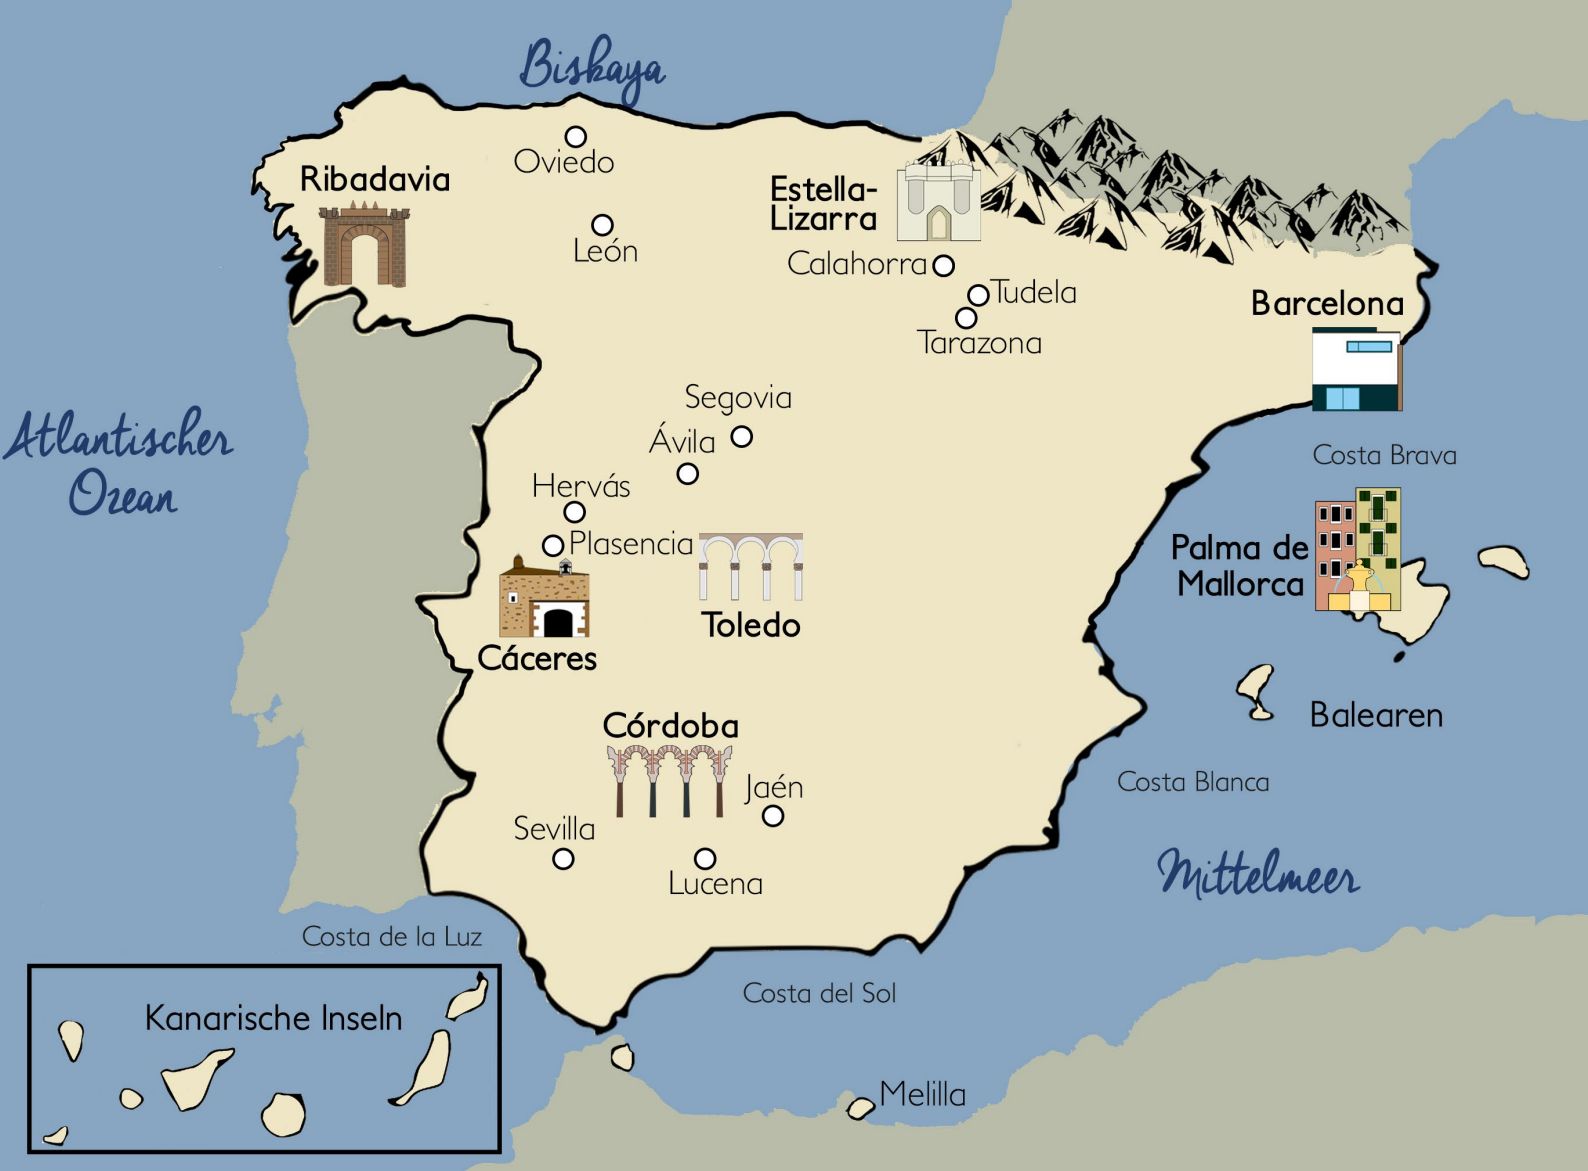 Biskaya
Oviedo
Ribadavia
Estella-
Lizarra
León
Calahorra
Tudela
Barcelona
Tarazona
Segovia
Atlantischer
Ozean
Ávila
Costa Brava
Hervás
Plasencia
Palma de
Mallorca
Toledo
Cáceres
Balearen
Córdoba
Costa Blanca
Jaén
Sevilla
Lucena
Mittelmeer
Costa de la Luz
Costa del Sol
Kanarische Inseln
Melilla